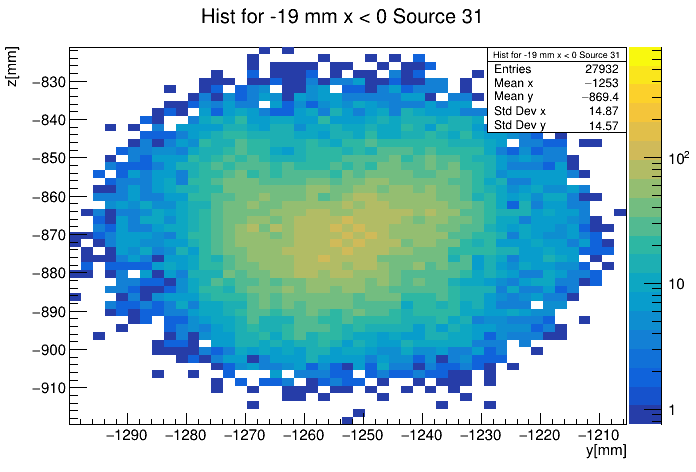 Hist for -19 mm x < 0 Source 31
z[mm]
Hist for -19 mm x < 0 Source 31
Entries 27932
Mean x −1253
Mean y −869.4
Std Dev x 14.87
Std Dev y 14.57
−830
−840
−850
−860
−870
−880
−890
−900
−910
10²
10
1
−1290 −1280 −1270 −1260 −1250 −1240 −1230 −1220 −1210
y[mm]